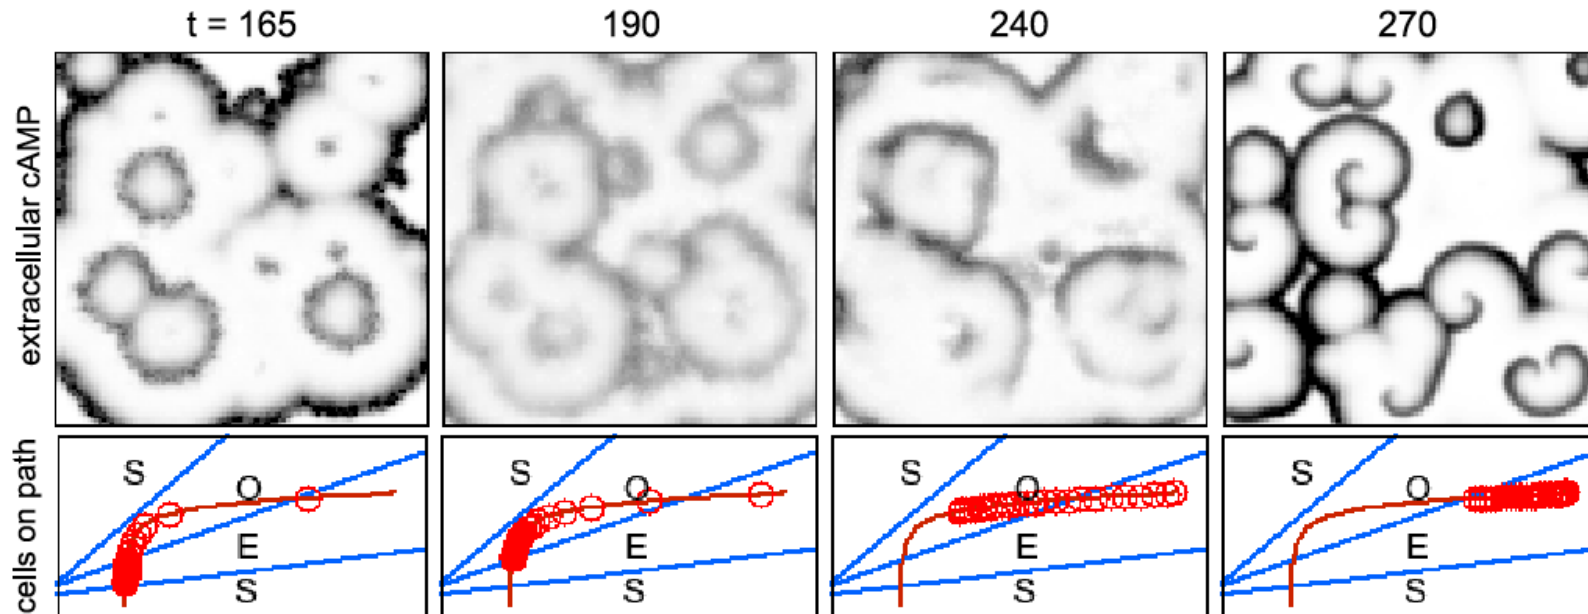 t = 165 190 240 270
extracellular cAMP
cells on path
S O E S
S O E S
S O E S
S O E S